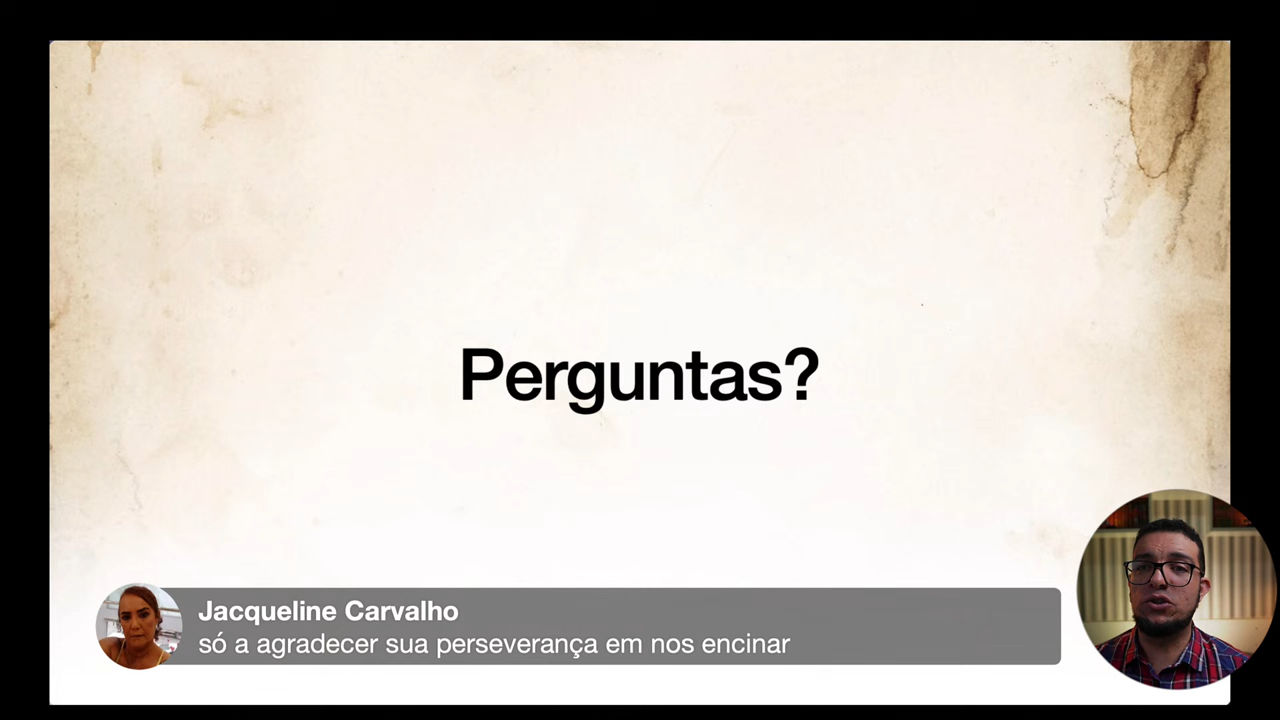 Perguntas?
Jacqueline Carvalho
só a agradecer sua perseverança em nos encinar